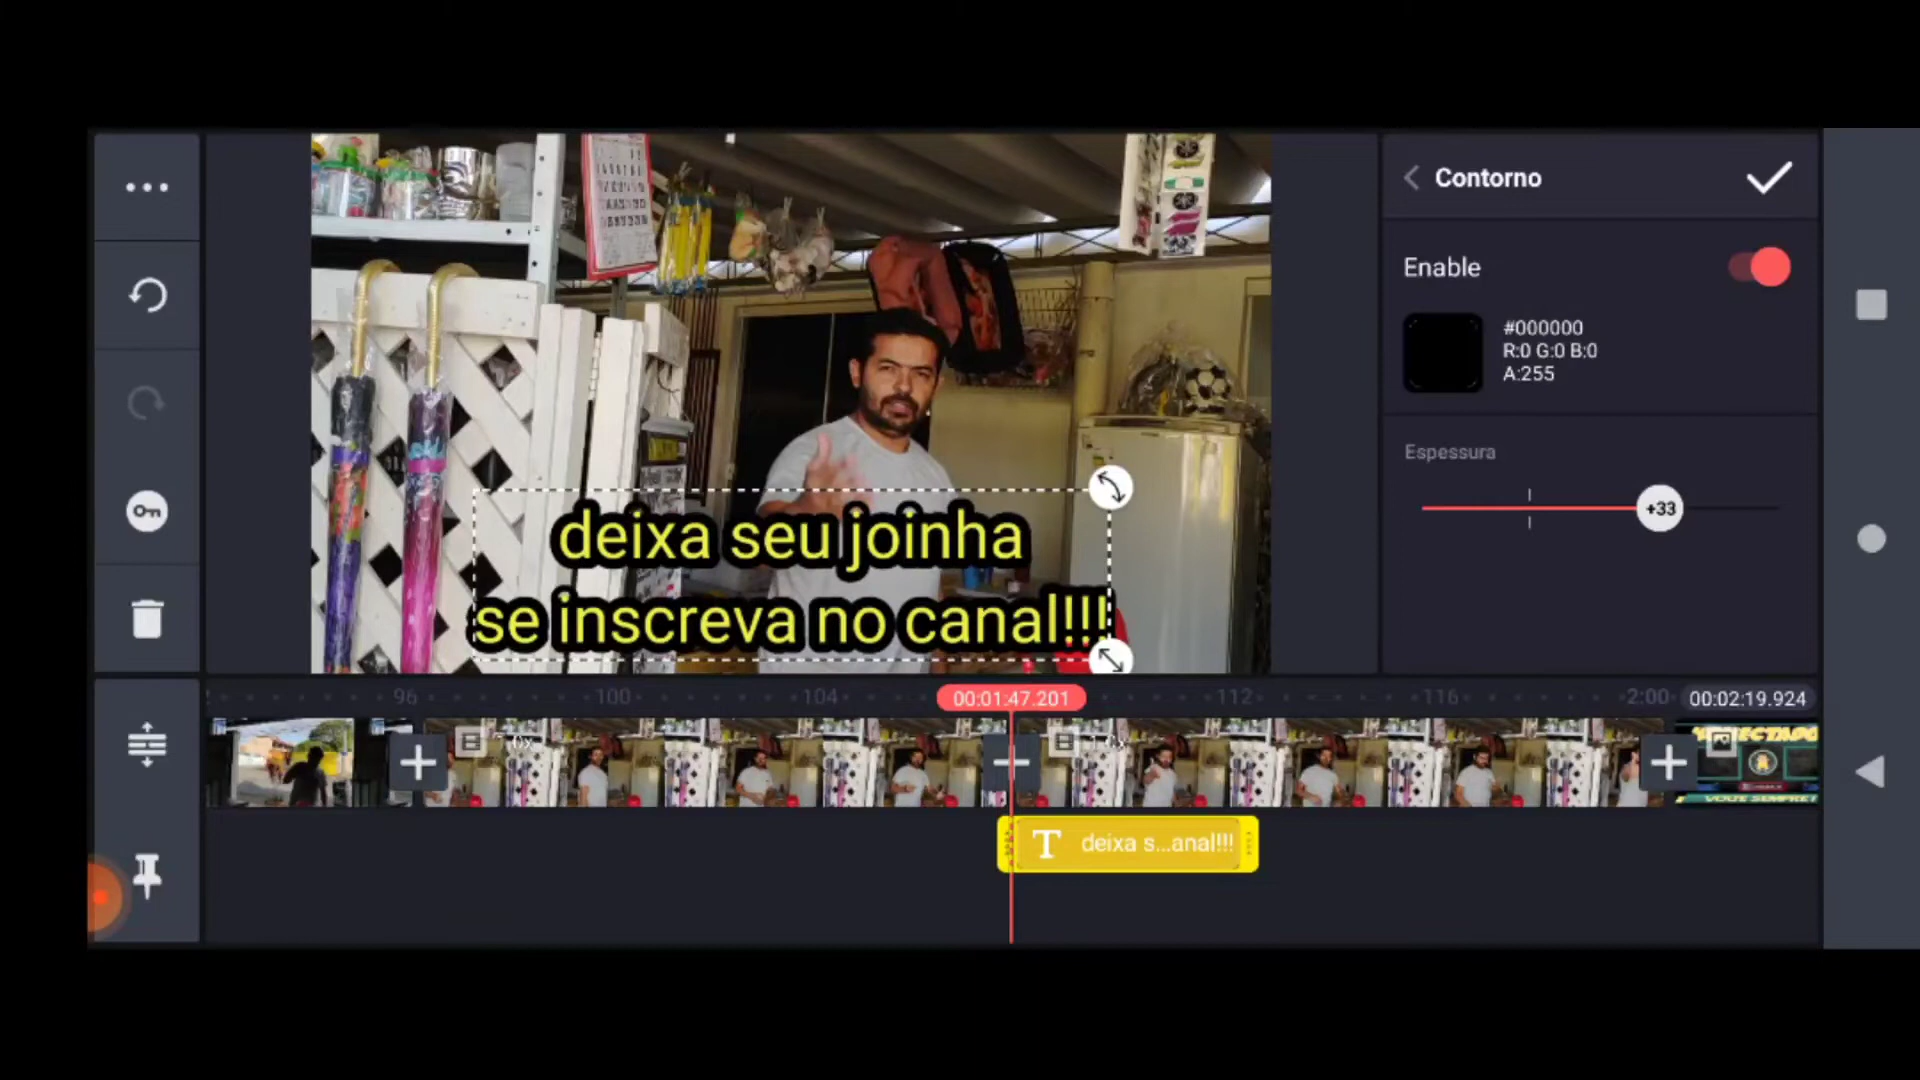 Contorno
Enable
#000000
R:0 G:0 B:0
A:255
Espessura
+33
deixa seu joinha
se inscreva no canal!!!
96
100
104
00:01:47.201
112
116
2:00
00:02:19.924
T deixa s...anal!!!